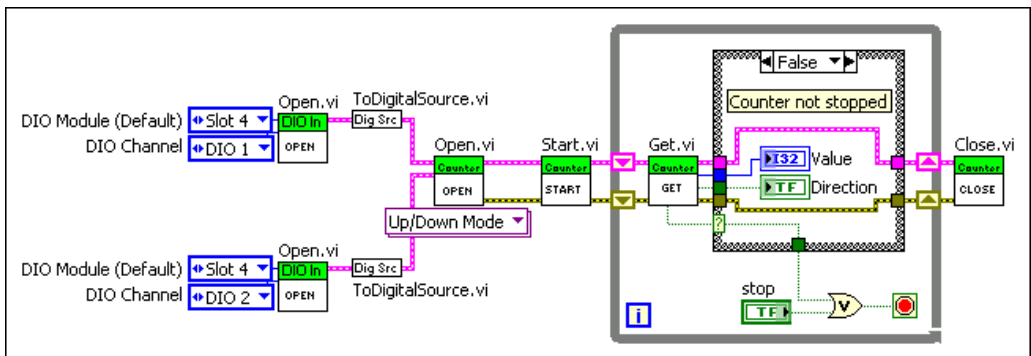 Open.vi
ToDigitalSource.vi
DIO Module (Default)
Slot 4
DIO In
Dig Src
DIO Channel
DIO 1
OPEN
Open.vi
Counter
OPEN
Start.vi
Counter
START
Up/Down Mode
Open.vi
DIO Module (Default)
Slot 4
DIO In
Dig Src
DIO Channel
DIO 2
OPEN
ToDigitalSource.vi
False
Counter not stopped
Get.vi
Counter
GET
I32
Value
TF
Direction
?
Close.vi
Counter
CLOSE
stop
TF
V
i